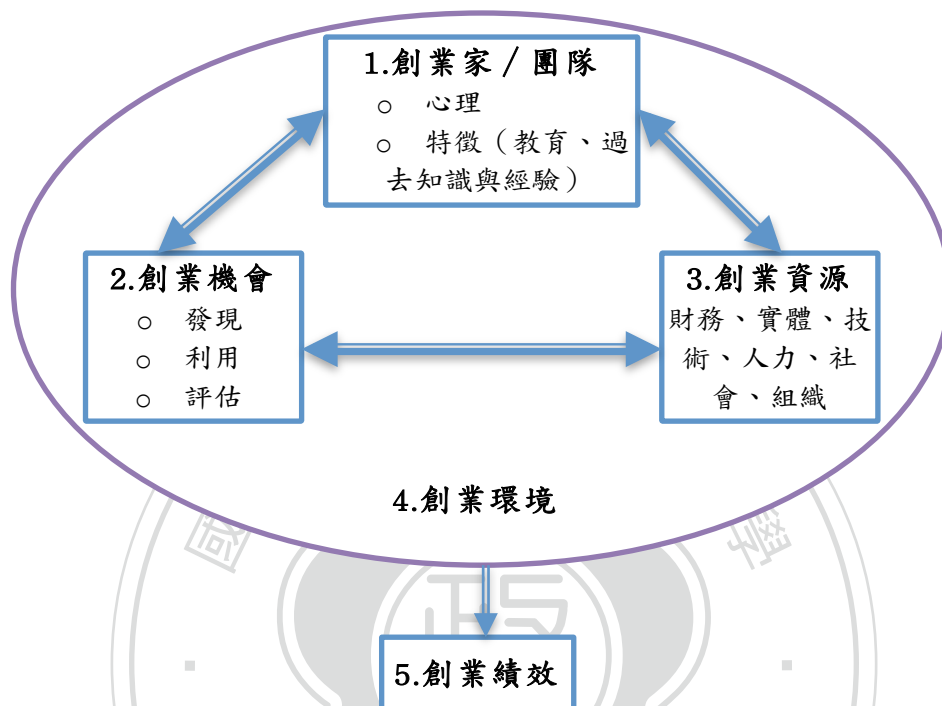 1.創業家／團隊
○ 心理
○ 特徵（教育、過
去知識與經驗）
2.創業機會
○ 發現
○ 利用
○ 評估
3.創業資源
財務、實體、技
術、人力、社
會、組織
4.創業環境
國
學
政
5.創業績效